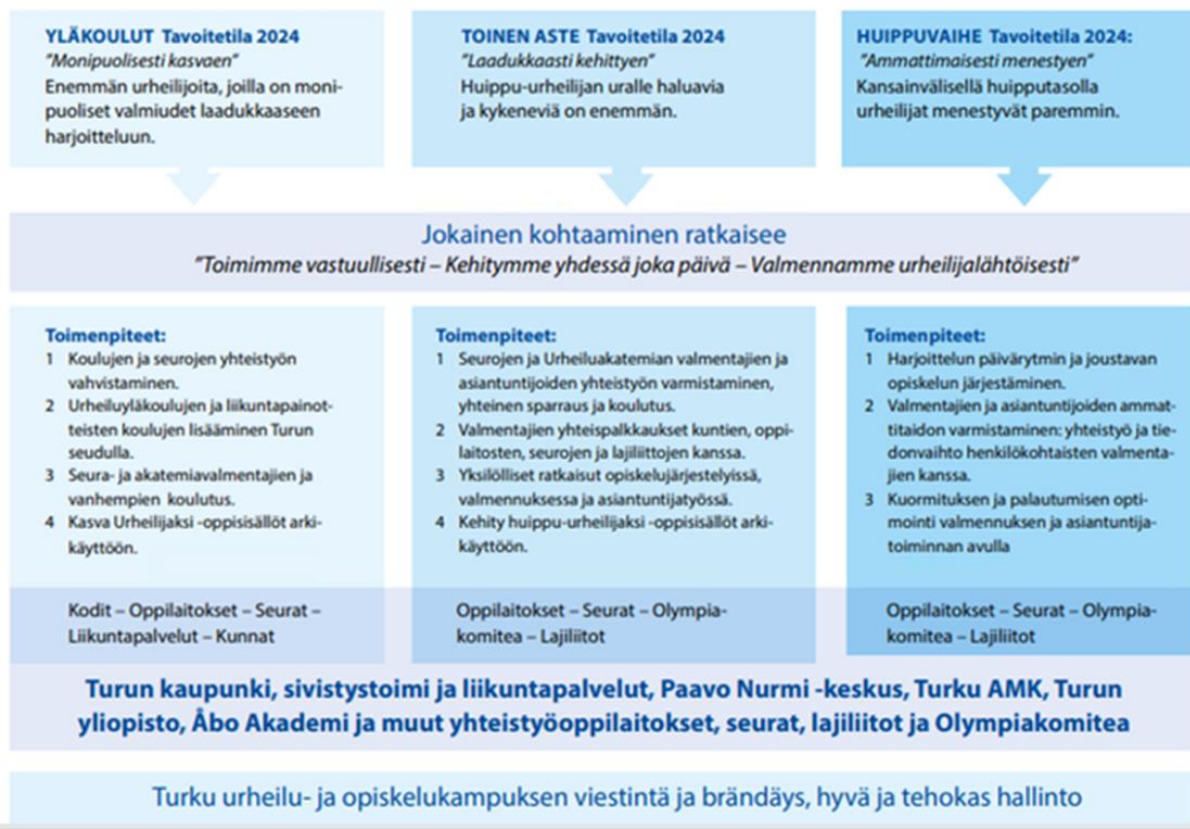 YLÄKOULUT Tavoitetila 2024
"Monipuolisesti kasvaen"
Enemmän urheilijoita, joilla on moni-
puoliset valmiudet laadukkaaseen
harjoitteluun.
TOINEN ASTE Tavoitetila 2024
"Laadukkaasti kehittyen"
Huippu-urheilijan uralle haluavia
ja kykeneviä on enemmän.
HUIPPUVAIHE Tavoitetila 2024:
"Ammattimaisesti menestyen"
Kansainvälisellä huipputasolla
urheilijat menestyvät paremmin.
Jokainen kohtaaminen ratkaisee
"Toimimme vastuullisesti – Kehitymme yhdessä joka päivä – Valmennamme urheilijalähtöisesti"
Toimenpiteet:
1 Koulujen ja seurojen yhteistyön
vahvistaminen.
2 Urheiluyläkoulujen ja liikuntapainot-
teisten koulujen lisääminen Turun
seudulla.
3 Seura- ja akatemiavalmentajien ja
vanhempien koulutus.
4 Kasva Urheilijaksi -oppisisällöt arki-
käyttöön.
Kodit – Oppilaitokset – Seurat –
Liikuntapalvelut – Kunnat
Toimenpiteet:
1 Seurojen ja Urheiluakatemian valmentajien ja
asiantuntijoiden yhteistyön varmistaminen,
yhteinen sparraus ja koulutus.
2 Valmentajien yhteispalkkaukset kuntien, oppi-
laitosten, seurojen ja lajiliittojen kanssa.
3 Yksilölliset ratkaisut opiskelujärjestelyissä,
valmennuksessa ja asiantuntijatyössä.
4 Kehity huippu-urheilijaksi -oppisisällöt arki-
käyttöön.
Oppilaitokset – Seurat – Olympia-
komitea – Lajiliitot
Toimenpiteet:
1 Harjoittelun päivärytmin ja joustavan
opiskelun järjestäminen.
2 Valmentajien ja asiantuntijoiden ammat-
titaidon varmistaminen: yhteistyö ja tie-
donvaihto henkilökohtaisten valmenta-
jien kanssa.
3 Kuormituksen ja palautumisen opti-
mointi valmennuksen ja asiantuntija-
toiminnan avulla
Oppilaitokset – Seurat – Olympia-
komitea – Lajiliitot
Turun kaupunki, sivistystoimi ja liikuntapalvelut, Paavo Nurmi -keskus, Turku AMK, Turun
yliopisto, Åbo Akademi ja muut yhteistyöoppilaitokset, seurat, lajiliitot ja Olympiakomitea
Turku urheilu- ja opiskelukampuksen viestintä ja brändäys, hyvä ja tehokas hallinto